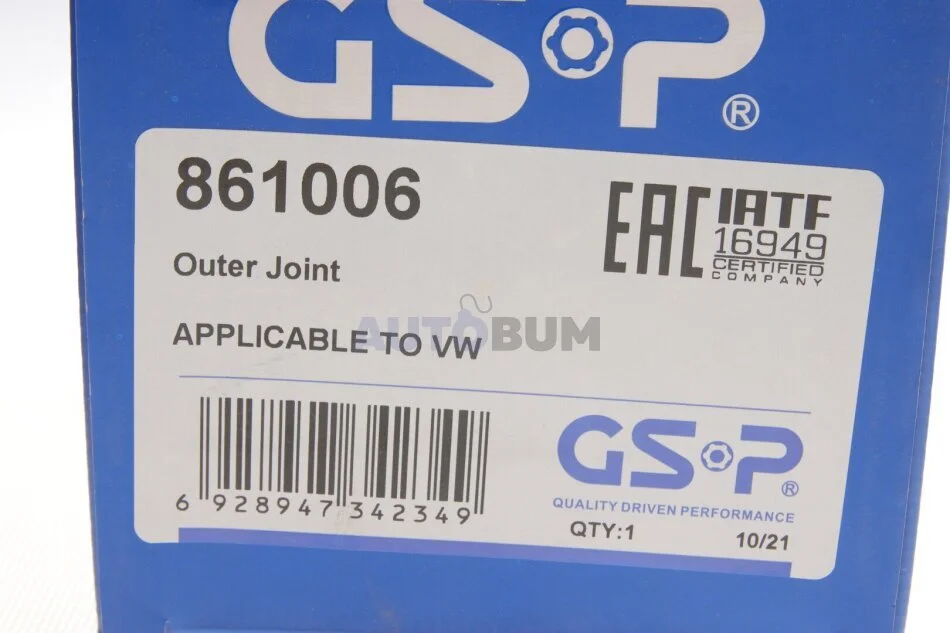 GSP®
861006
EAC
IATF
16949
CERTIFIED
COMPANY
Outer Joint
AUTOBUM
APPLICABLE TO VW
6 928947 342349
GSP®
QUALITY DRIVEN PERFORMANCE
QTY:1
10/21